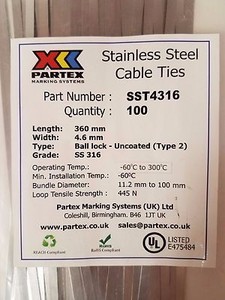 PARTEX
MARKING SYSTEMS
Stainless Steel
Cable Ties
Part Number : SST4316
Quantity : 100
Length: 360 mm
Width: 4.6 mm
Type: Ball lock - Uncoated (Type 2)
Grade: SS 316
Operating Temp.: -60°C to 300°C
Min. Installation Temp.: -60°C
Bundle Diameter: 11.2 mm to 100 mm
Loop Tensile Strength : 445 N
Partex Marking Systems (UK) Ltd
Coleshill, Birmingham. B46 1JT UK
www.partex.co.uk sales@partex.co.uk
REACH Compliant
RoHS Compliant
UL
LISTED
E475484